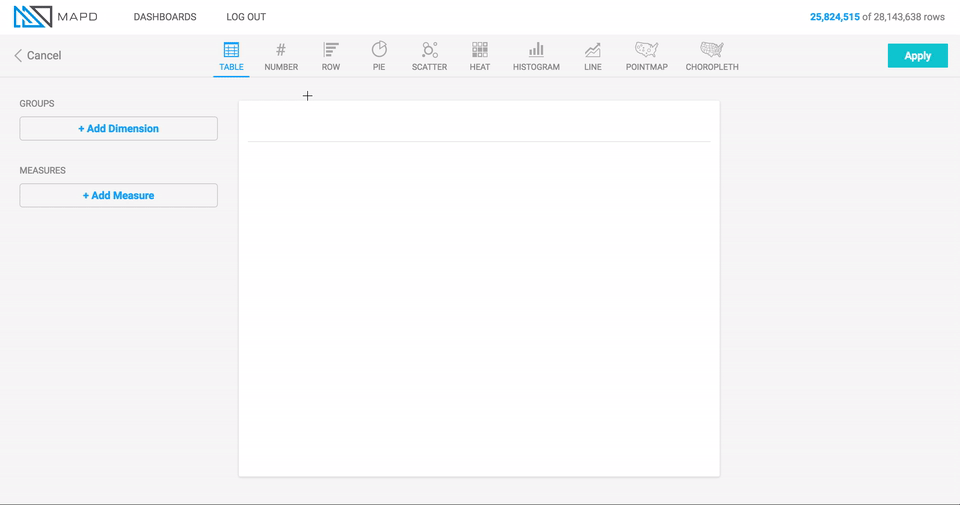 MAPD DASHBOARDS LOG OUT 25,824,515 of 28,143,638 rows
Cancel TABLE # NUMBER ROW PIE SCATTER HEAT HISTOGRAM LINE POINTMAP CHOROPLETH Apply
GROUPS
+ Add Dimension
MEASURES
+ Add Measure